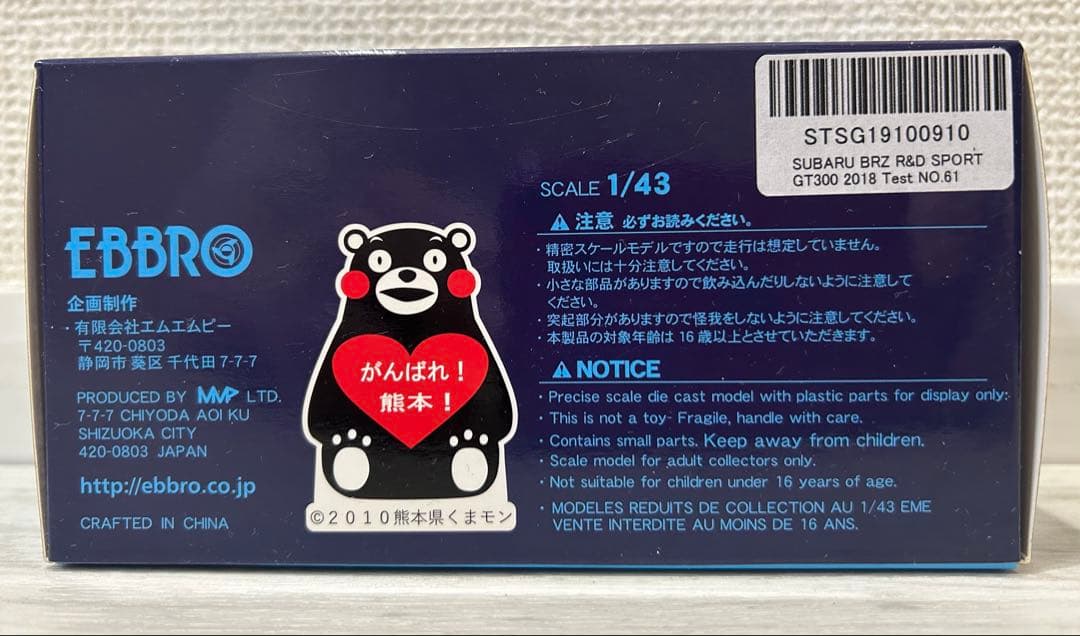 STSG19100910
SUBARU BRZ R&D SPORT
GT300 2018 Test NO.61
EBBRO
企画制作
・有限会社エムエムピー
〒420-0803
静岡市 葵区 千代田 7-7-7
PRODUCED BY MMP LTD.
7-7-7 CHIYODA AOI KU
SHIZUOKA CITY
420-0803 JAPAN
http://ebbro.co.jp
CRAFTED IN CHINA
がんばれ!
熊本!
©2010熊本県くまモン
SCALE 1/43
注意 必ずお読みください。
・精密スケールモデルですので走行は想定していません。
取扱いには十分注意してください。
・小さな部品がありますので飲み込んだりしないように注意して
ください。
・突起部分がありますので怪我をしないように注意してください。
・本製品の対象年齢は 16 歳以上とさせていただきます。
NOTICE
・Precise scale die cast model with plastic parts for display only:
・This is not a toy- Fragile, handle with care.
・Contains small parts. Keep away from children.
・Scale model for adult collectors only.
・Not suitable for children under 16 years of age.
・MODELES REDUITS DE COLLECTION AU 1/43 EME
VENTE INTERDITE AU MOINS DE 16 ANS.